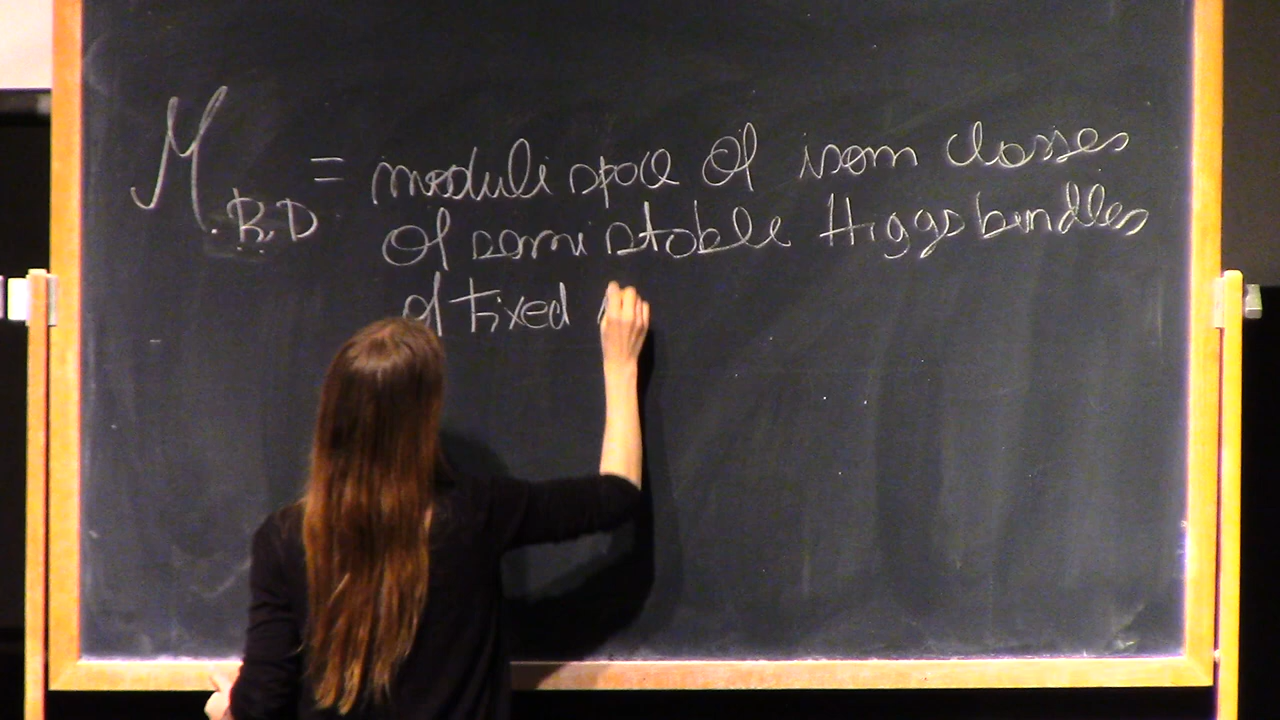 M_{R,D} = moduli space of isom classes
of semistable Higgs bundles
of fixed